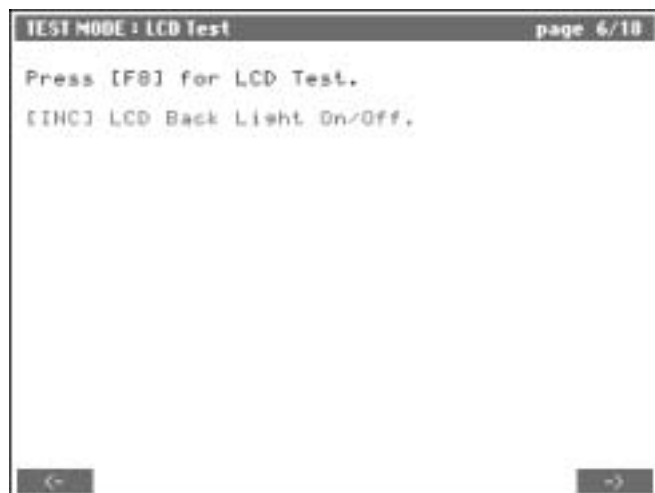 TEST MODE : LCD Test page 6/18
Press [F8] for LCD Test.
[INC] LCD Back Light On/Off.
<- ->